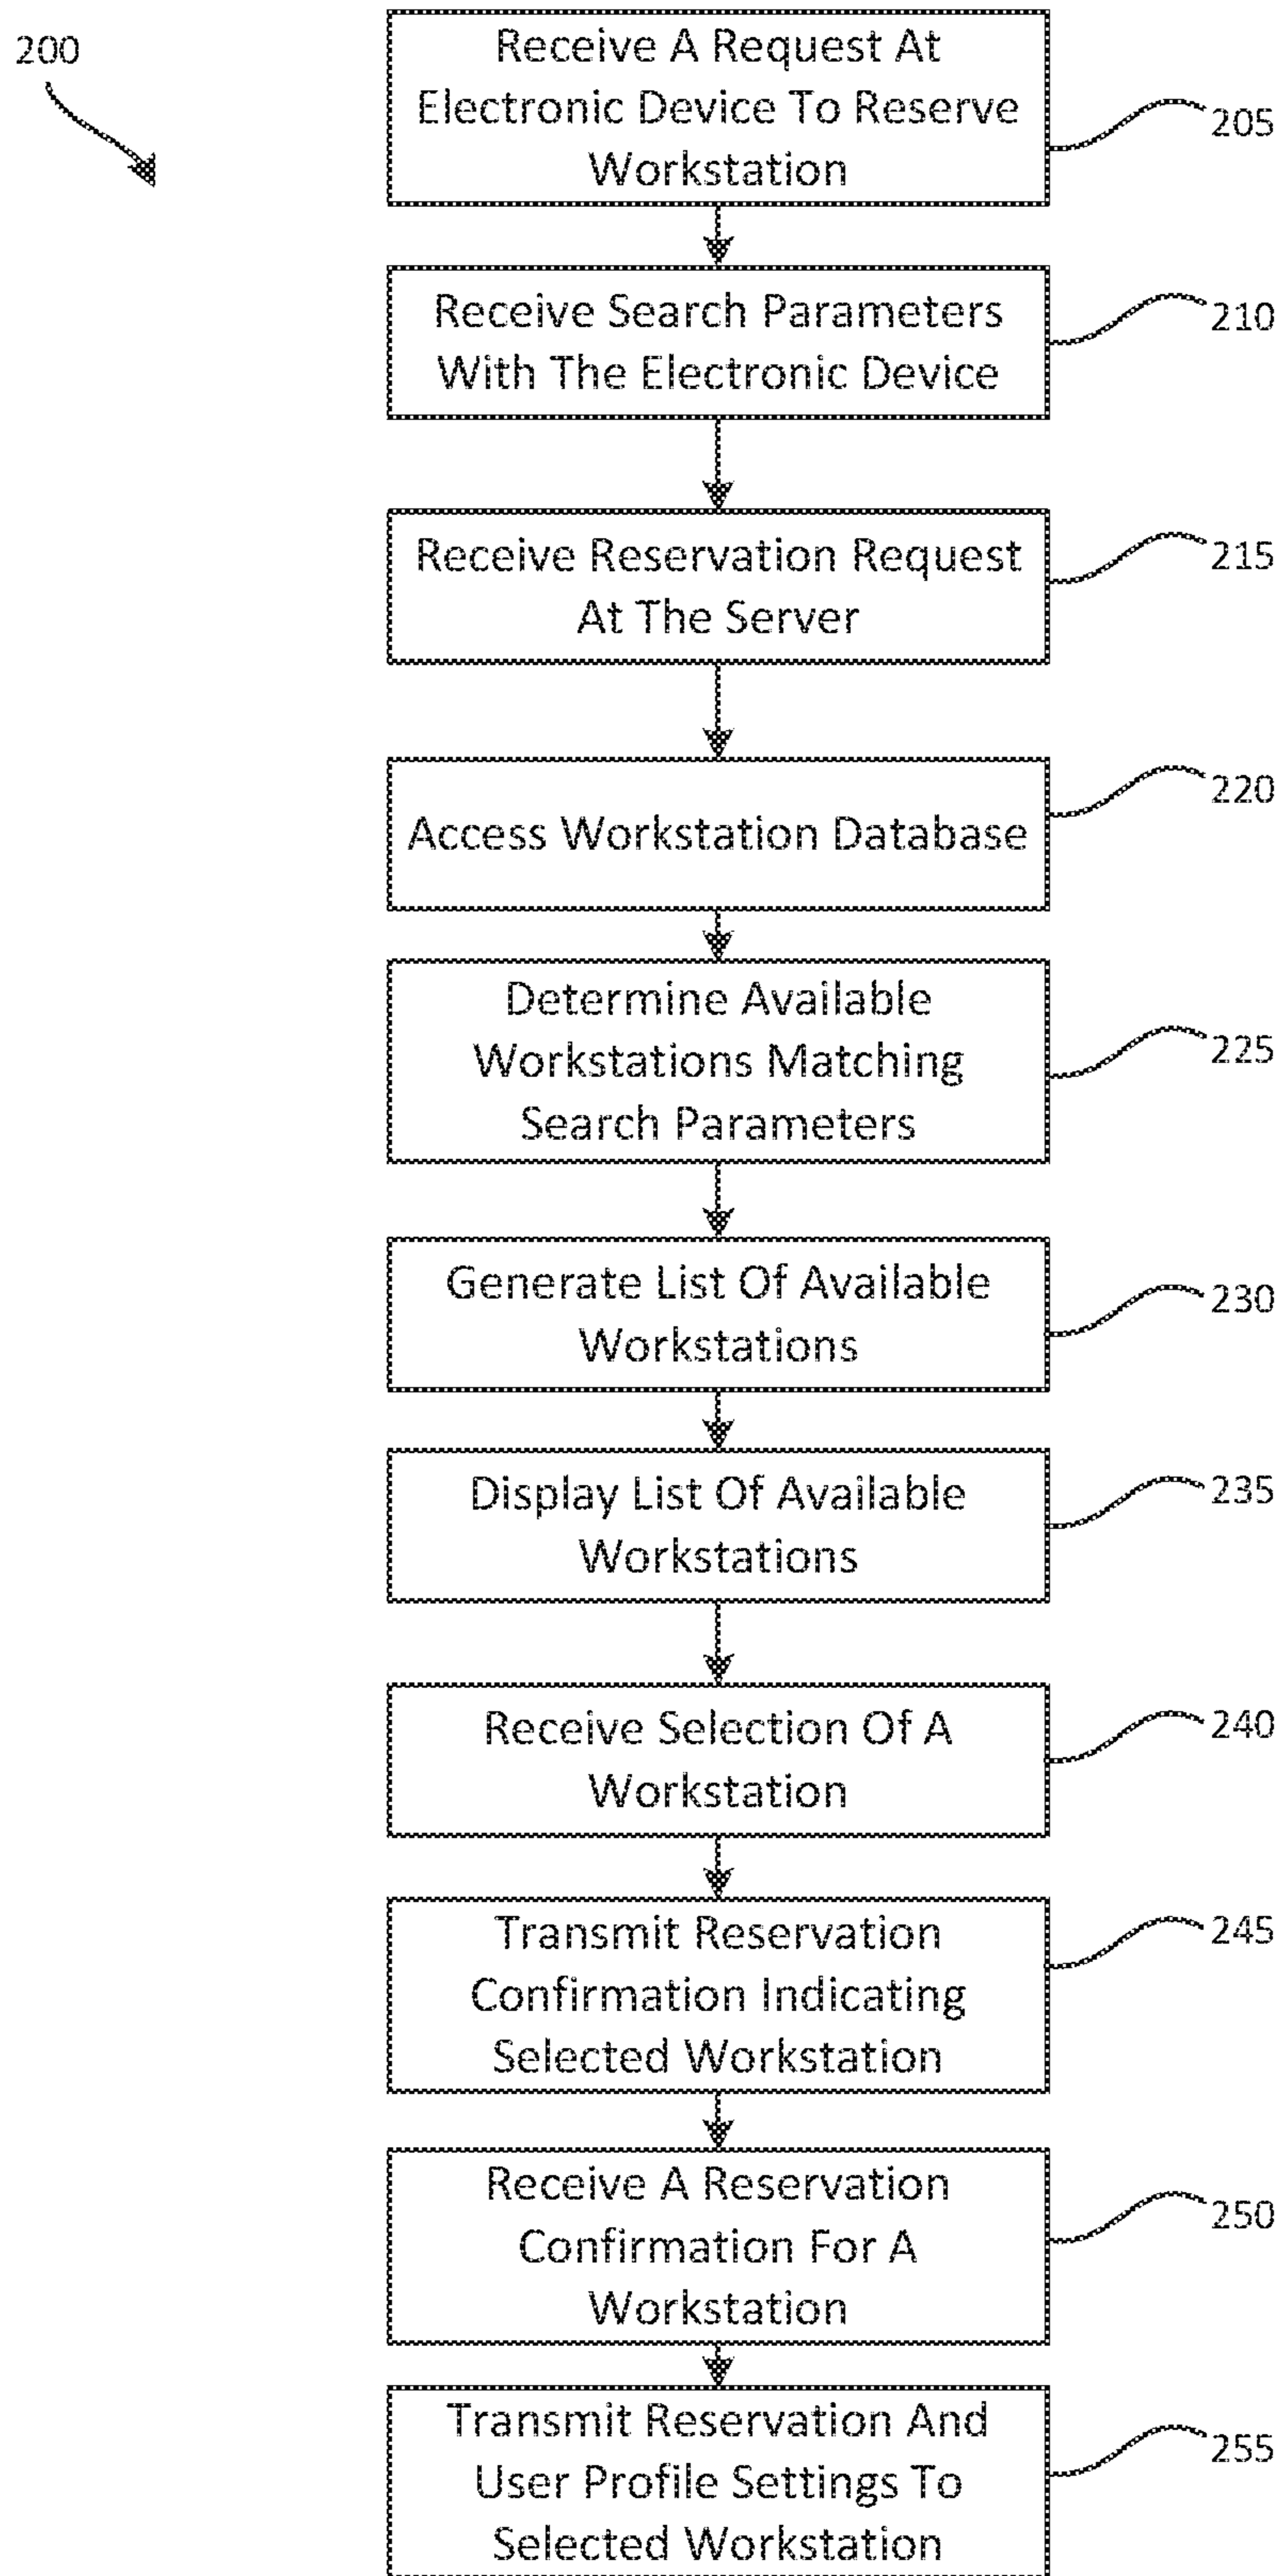 200
Receive A Request At
Electronic Device To Reserve
Workstation
205
Receive Search Parameters
With The Electronic Device
210
Receive Reservation Request
At The Server
215
Access Workstation Database
220
Determine Available
Workstations Matching
Search Parameters
225
Generate List Of Available
Workstations
230
Display List Of Available
Workstations
235
Receive Selection Of A
Workstation
240
Transmit Reservation
Confirmation Indicating
Selected Workstation
245
Receive A Reservation
Confirmation For A
Workstation
250
Transmit Reservation And
User Profile Settings To
Selected Workstation
255